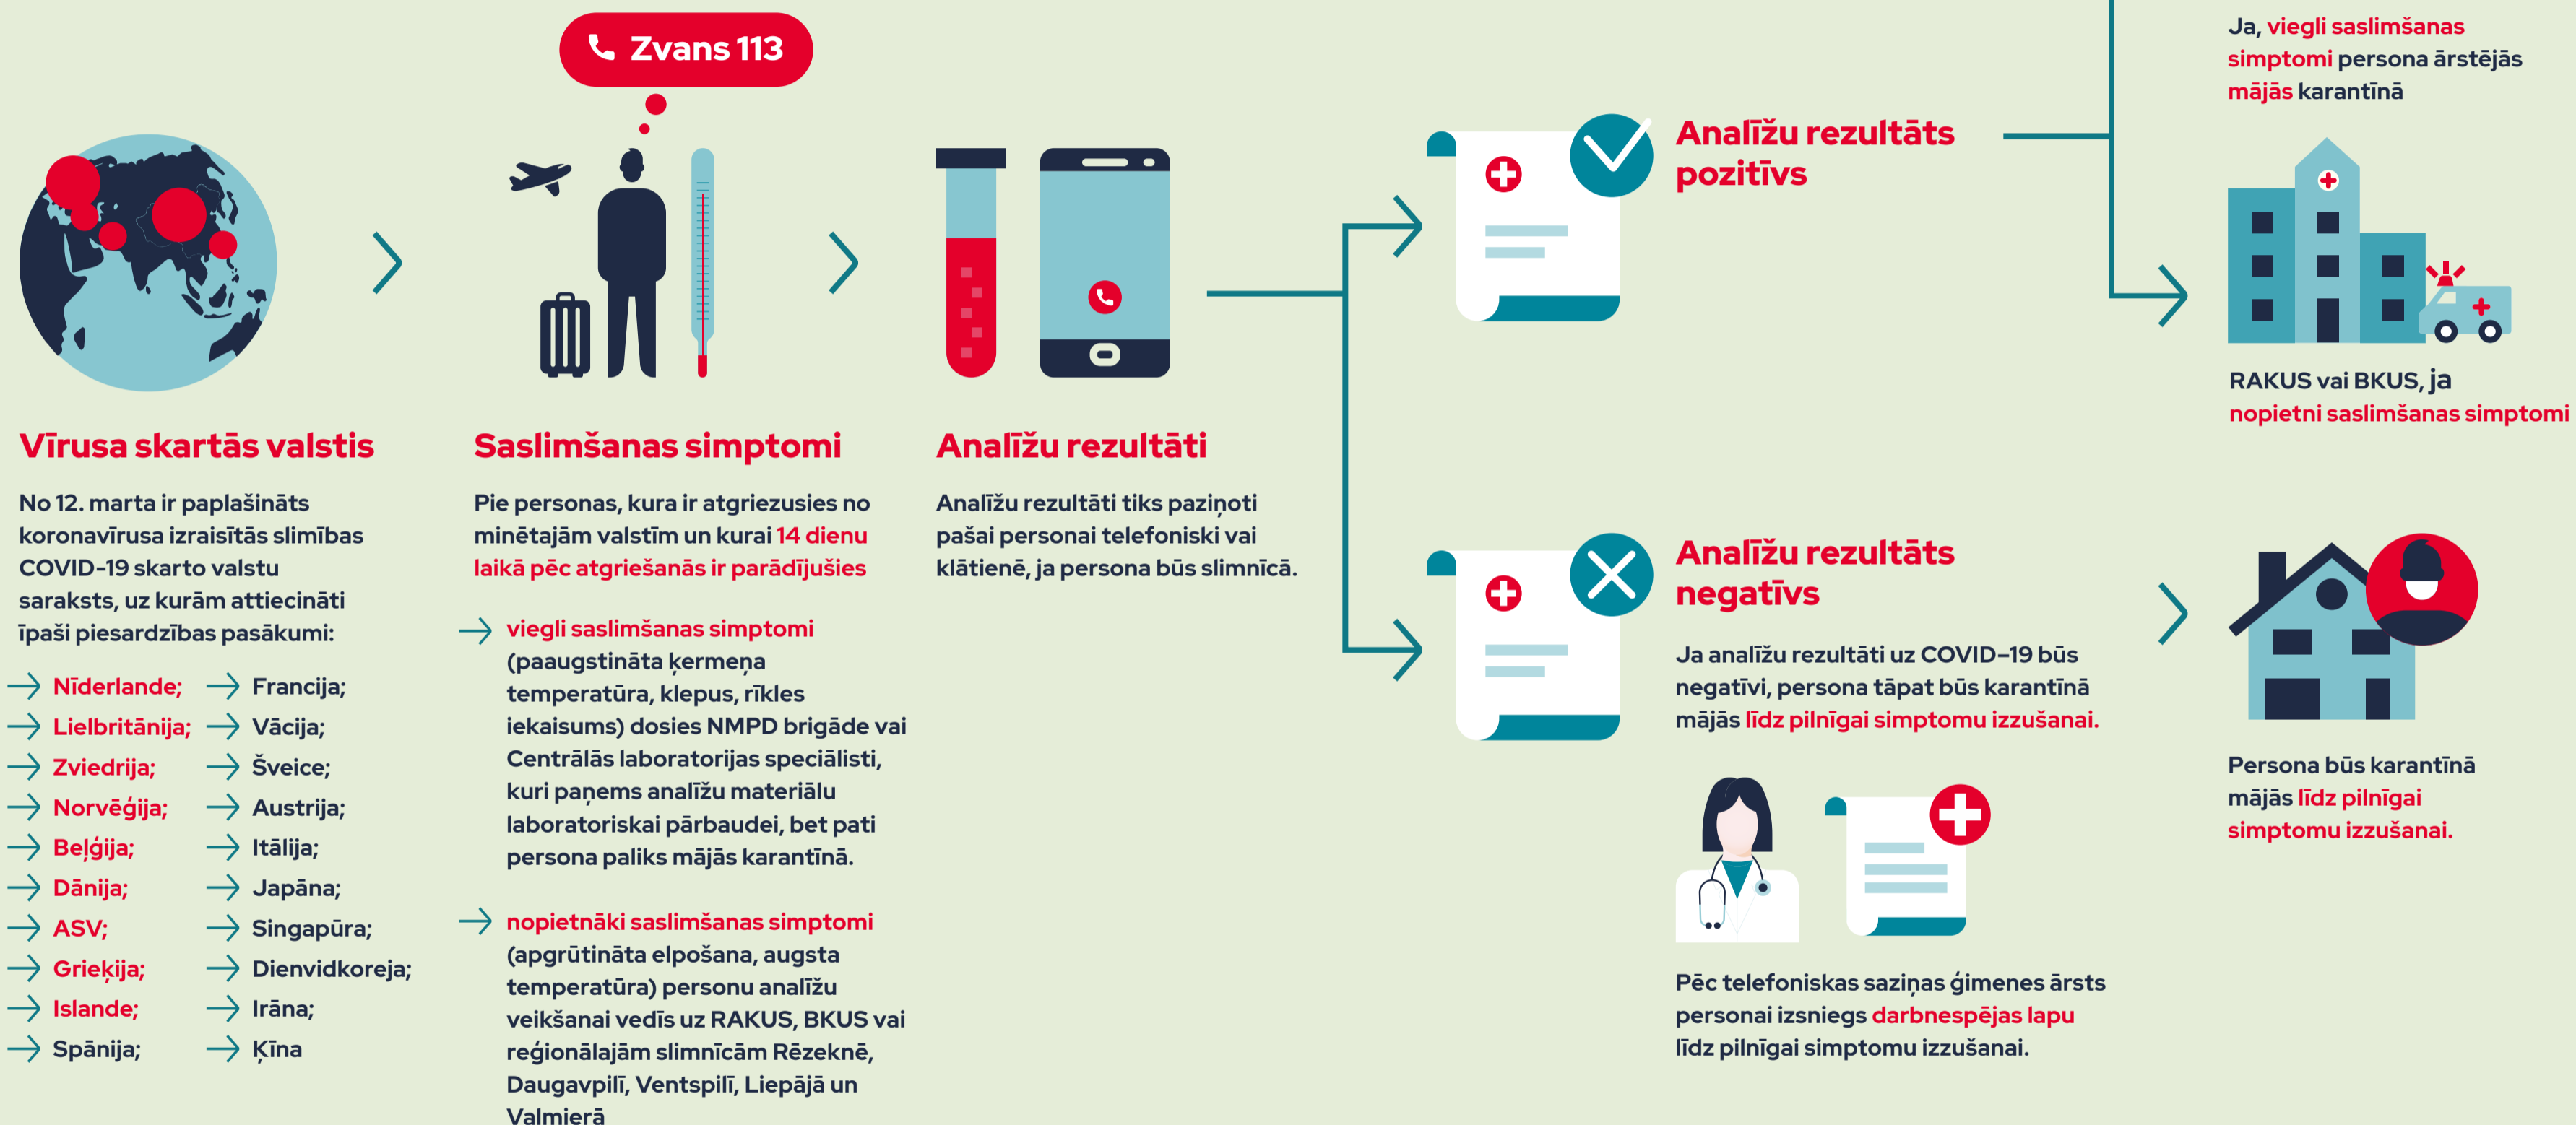 Zvans 113
Vīrusa skartās valstis
No 12. marta ir paplašināts
koronavīrusa izraisītās slimības
COVID-19 skarto valstu
saraksts, uz kurām attiecināti
īpaši piesardzības pasākumi:
Nīderlande;
Lielbritānija;
Zviedrija;
Norvēģija;
Beļģija;
Dānija;
ASV;
Grieķija;
Islande;
Spānija;
Francija;
Vācija;
Šveice;
Austrija;
Itālija;
Japāna;
Singapūra;
Dienvidkoreja;
Irāna;
Ķīna
Saslimšanas simptomi
Pie personas, kura ir atgriezusies no
minētajām valstīm un kurai 14 dienu
laikā pēc atgriešanās ir parādījušies
viegli saslimšanas simptomi
(paaugstināta ķermeņa
temperatūra, klepus, rīkles
iekaisums) dosies NMPD brigāde vai
Centrālās laboratorijas speciālisti,
kuri paņems analīžu materiālu
laboratoriskai pārbaudei, bet pati
persona paliks mājās karantīnā.
nopietnāki saslimšanas simptomi
(apgrūtināta elpošana, augsta
temperatūra) personu analīžu
veikšanai vedīs uz RAKUS, BKUS vai
reģionālajām slimnīcām Rēzeknē,
Daugavpilī, Ventspilī, Liepājā un
Valmierā
Analīžu rezultāti
Analīžu rezultāti tiks paziņoti
pašai personai telefoniski vai
klātienē, ja persona būs slimnīcā.
Analīžu rezultāts
pozitīvs
Ja, viegli saslimšanas
simptomi persona ārstējās
mājās karantīnā
RAKUS vai BKUS, ja
nopietni saslimšanas simptomi
Analīžu rezultāts
negatīvs
Ja analīžu rezultāti uz COVID-19 būs
negatīvi, persona tāpat būs karantīnā
mājās līdz pilnīgai simptomu izzušanai.
Pēc telefoniskas saziņas ģimenes ārsts
personai izsniegs darbnespējas lapu
līdz pilnīgai simptomu izzušanai.
Persona būs karantīnā
mājās līdz pilnīgai
simptomu izzušanai.